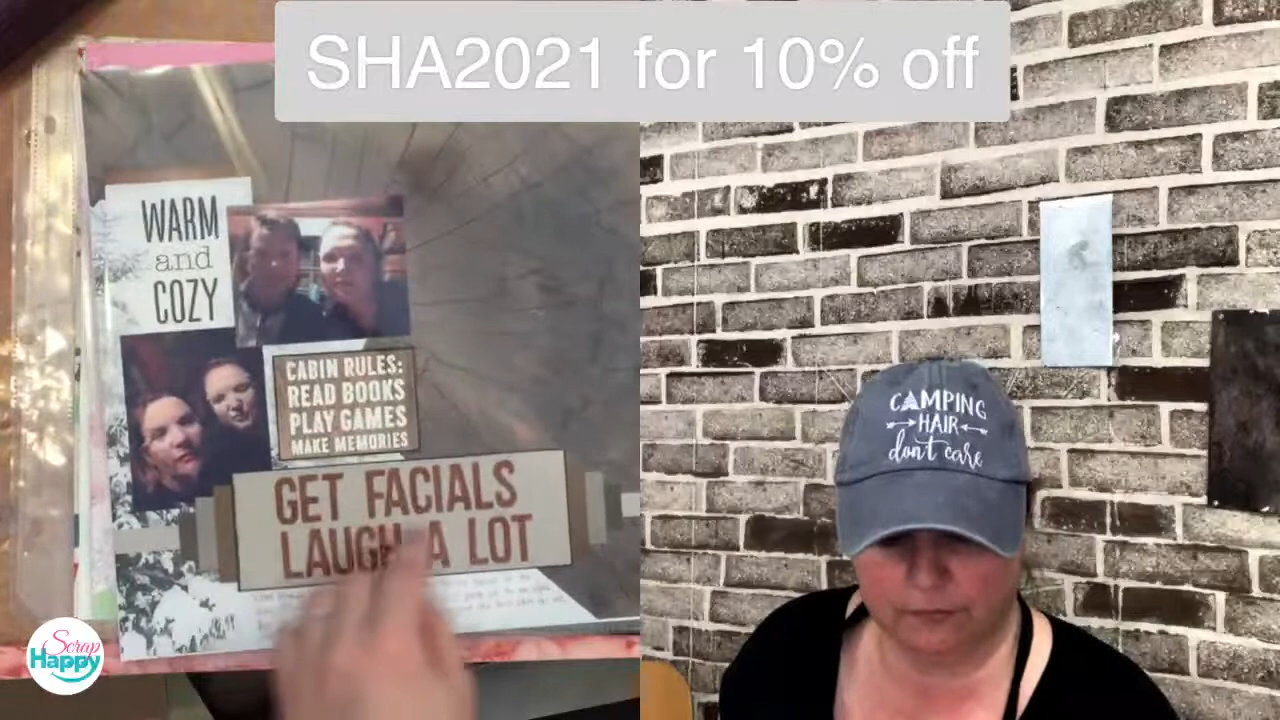 SHA2021 for 10% off
WARM
and
COZY
CABIN RULES:
READ BOOKS
PLAY GAMES
MAKE MEMORIES
GET FACIALS
LAUGH A LOT
CAMPING
HAIR
don't care
Scrap
Happy